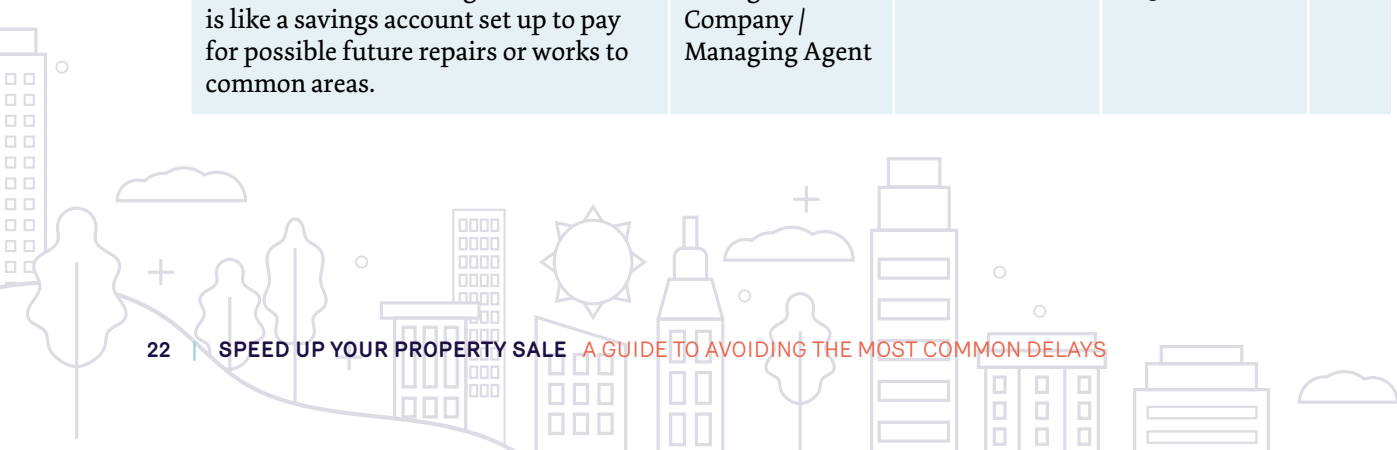 is like a savings account set up to pay
for possible future repairs or works to
common areas.
Company /
Managing Agent
22 | SPEED UP YOUR PROPERTY SALE A GUIDE TO AVOIDING THE MOST COMMON DELAYS